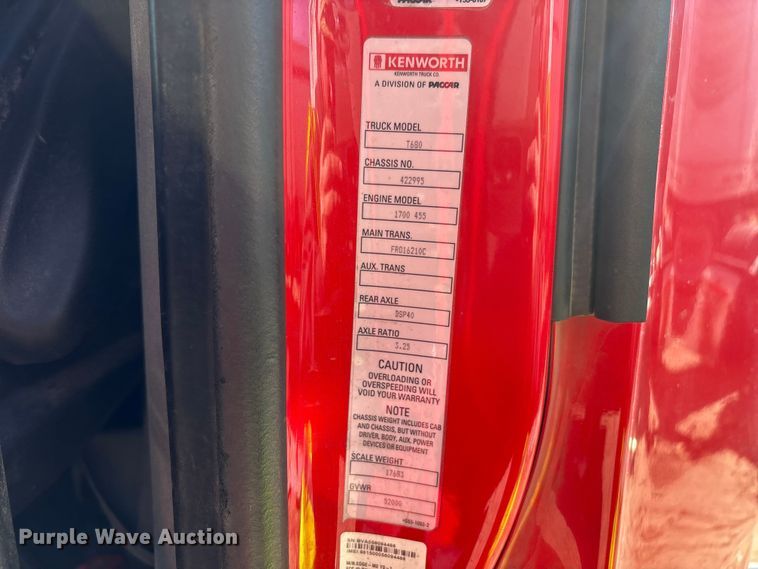 PACCAR
KENWORTH
KENWORTH TRUCK CO.
A DIVISION OF PACCAR
TRUCK MODEL
T680
CHASSIS NO.
422995
ENGINE MODEL
1700 455
MAIN TRANS.
FRO16210C
AUX. TRANS
REAR AXLE
DSP40
AXLE RATIO
3.25
CAUTION
OVERLOADING OR
OVERSPEEDING WILL
VOID YOUR WARRANTY
NOTE
CHASSIS WEIGHT INCLUDES CAB
AND CHASSIS, BUT WITHOUT
DRIVER, BODY, AUX. POWER
DEVICES OR EQUIPMENT
SCALE WEIGHT
17683
GVWR
52000
Purple Wave Auction®